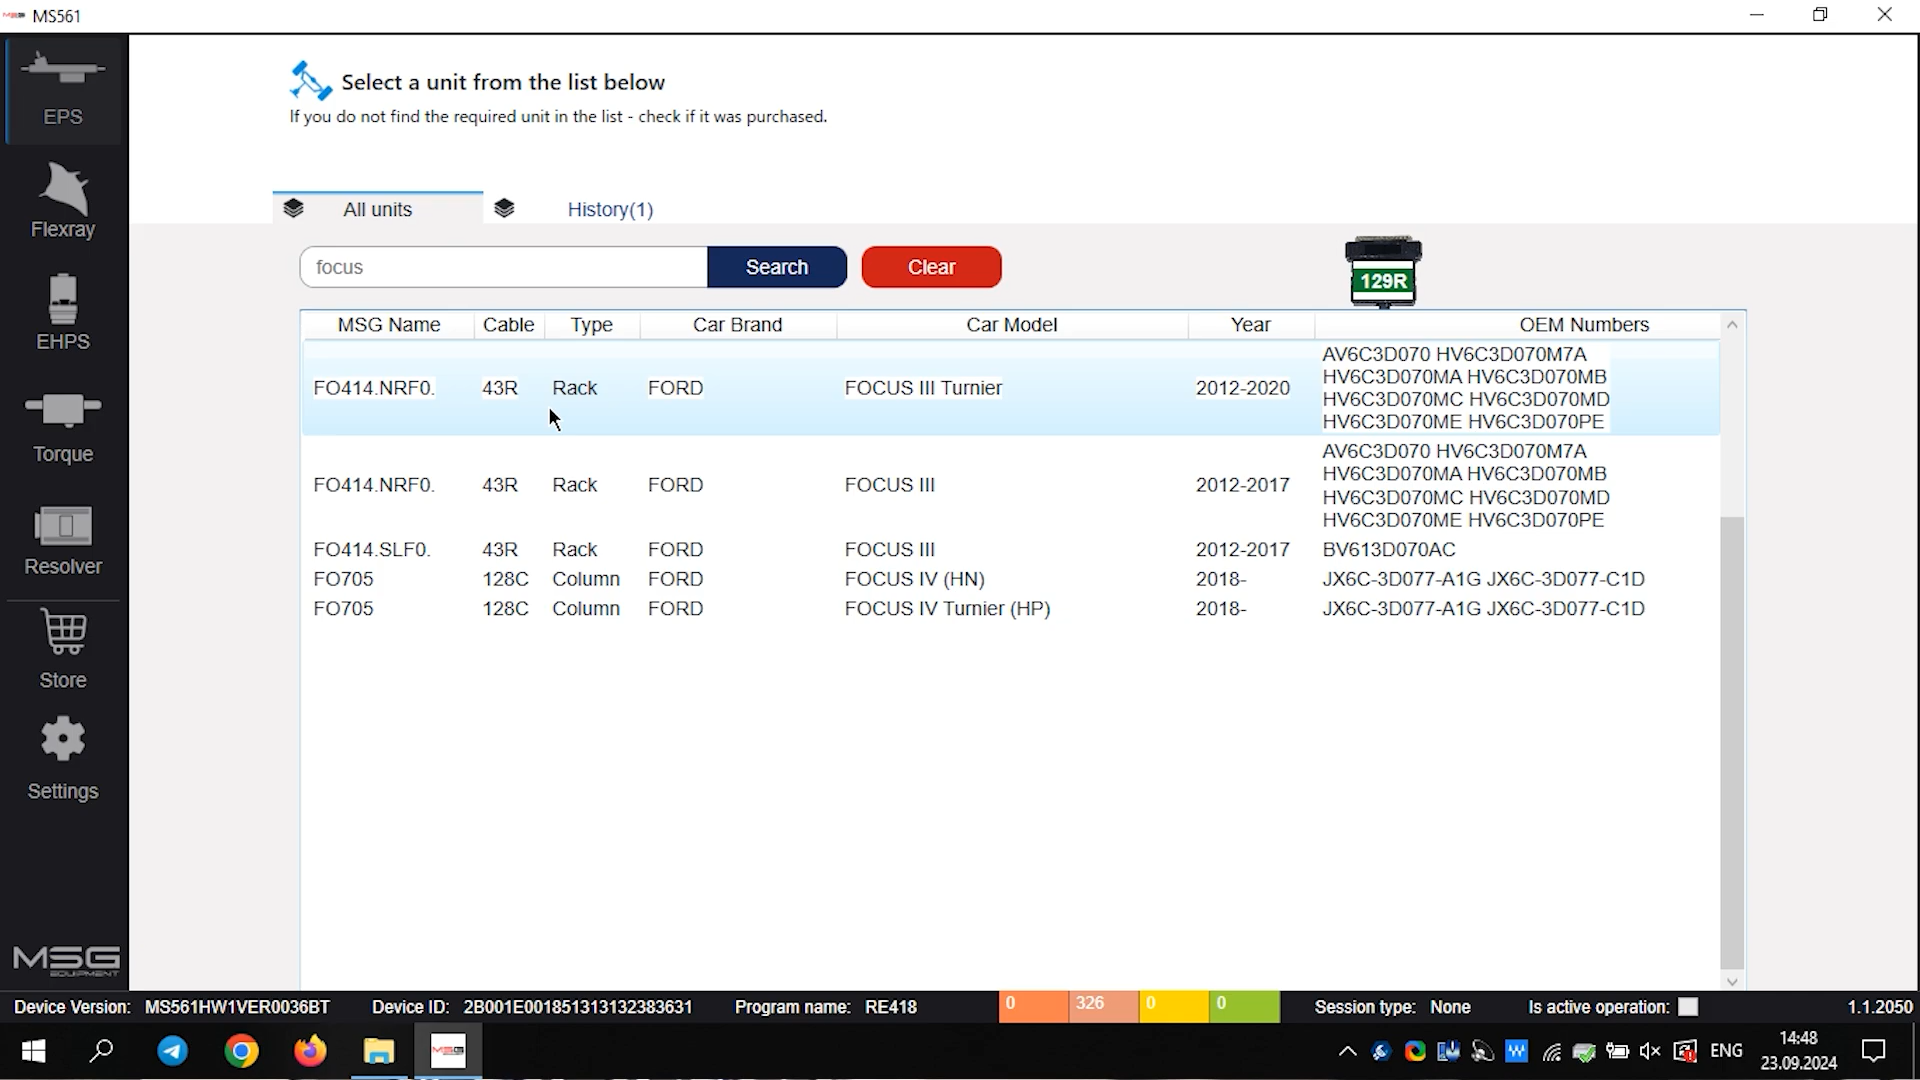 MS561
EPS
Flexray
EHPS
Torque
Resolver
Store
Settings
MSG
EQUIPMENT
Select a unit from the list below
If you do not find the required unit in the list - check if it was purchased.
All units
History(1)
focus
Search
Clear
129R
MSG Name Cable Type Car Brand Car Model Year OEM Numbers
FO414.NRF0. 43R Rack FORD FOCUS III Turnier 2012-2020
AV6C3D070 HV6C3D070M7A
HV6C3D070MA HV6C3D070MB
HV6C3D070MC HV6C3D070MD
HV6C3D070ME HV6C3D070PE
FO414.NRF0. 43R Rack FORD FOCUS III 2012-2017
AV6C3D070 HV6C3D070M7A
HV6C3D070MA HV6C3D070MB
HV6C3D070MC HV6C3D070MD
HV6C3D070ME HV6C3D070PE
FO414.SLF0. 43R Rack FORD FOCUS III 2012-2017 BV613D070AC
FO705 128C Column FORD FOCUS IV (HN) 2018- JX6C-3D077-A1G JX6C-3D077-C1D
FO705 128C Column FORD FOCUS IV Turnier (HP) 2018- JX6C-3D077-A1G JX6C-3D077-C1D
Device Version: MS561HW1VER0036BT Device ID: 2B001E001851313132383631 Program name: RE418 0 326 0 0 Session type: None Is active operation: 1.1.2050
ENG
14:48
23.09.2024